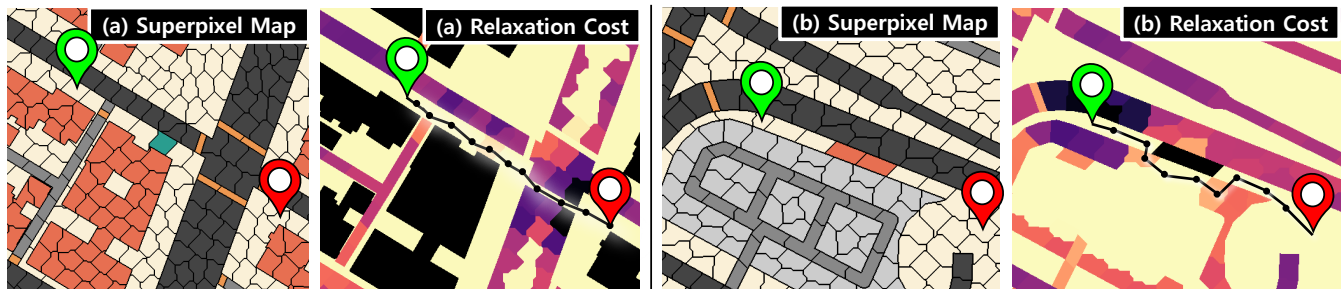 (a) Superpixel Map
(a) Relaxation Cost
(b) Superpixel Map
(b) Relaxation Cost